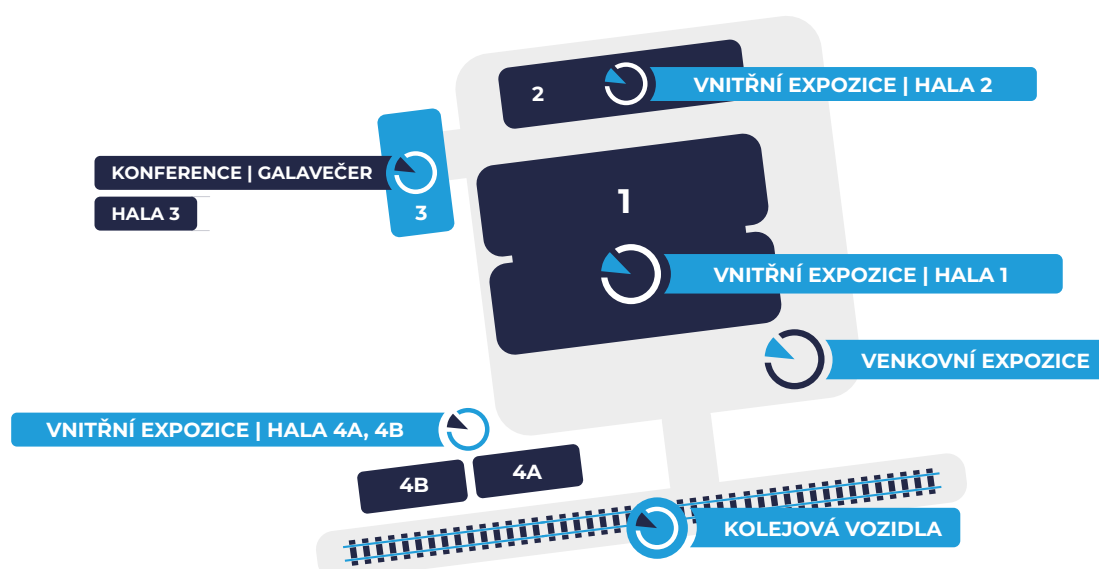 2
VNITŘNÍ EXPOZICE | HALA 2
KONFERENCE | GALAVEČER
HALA 3
3
1
VNITŘNÍ EXPOZICE | HALA 1
VENKOVNÍ EXPOZICE
VNITŘNÍ EXPOZICE | HALA 4A, 4B
4B
4A
KOLEJOVÁ VOZIDLA